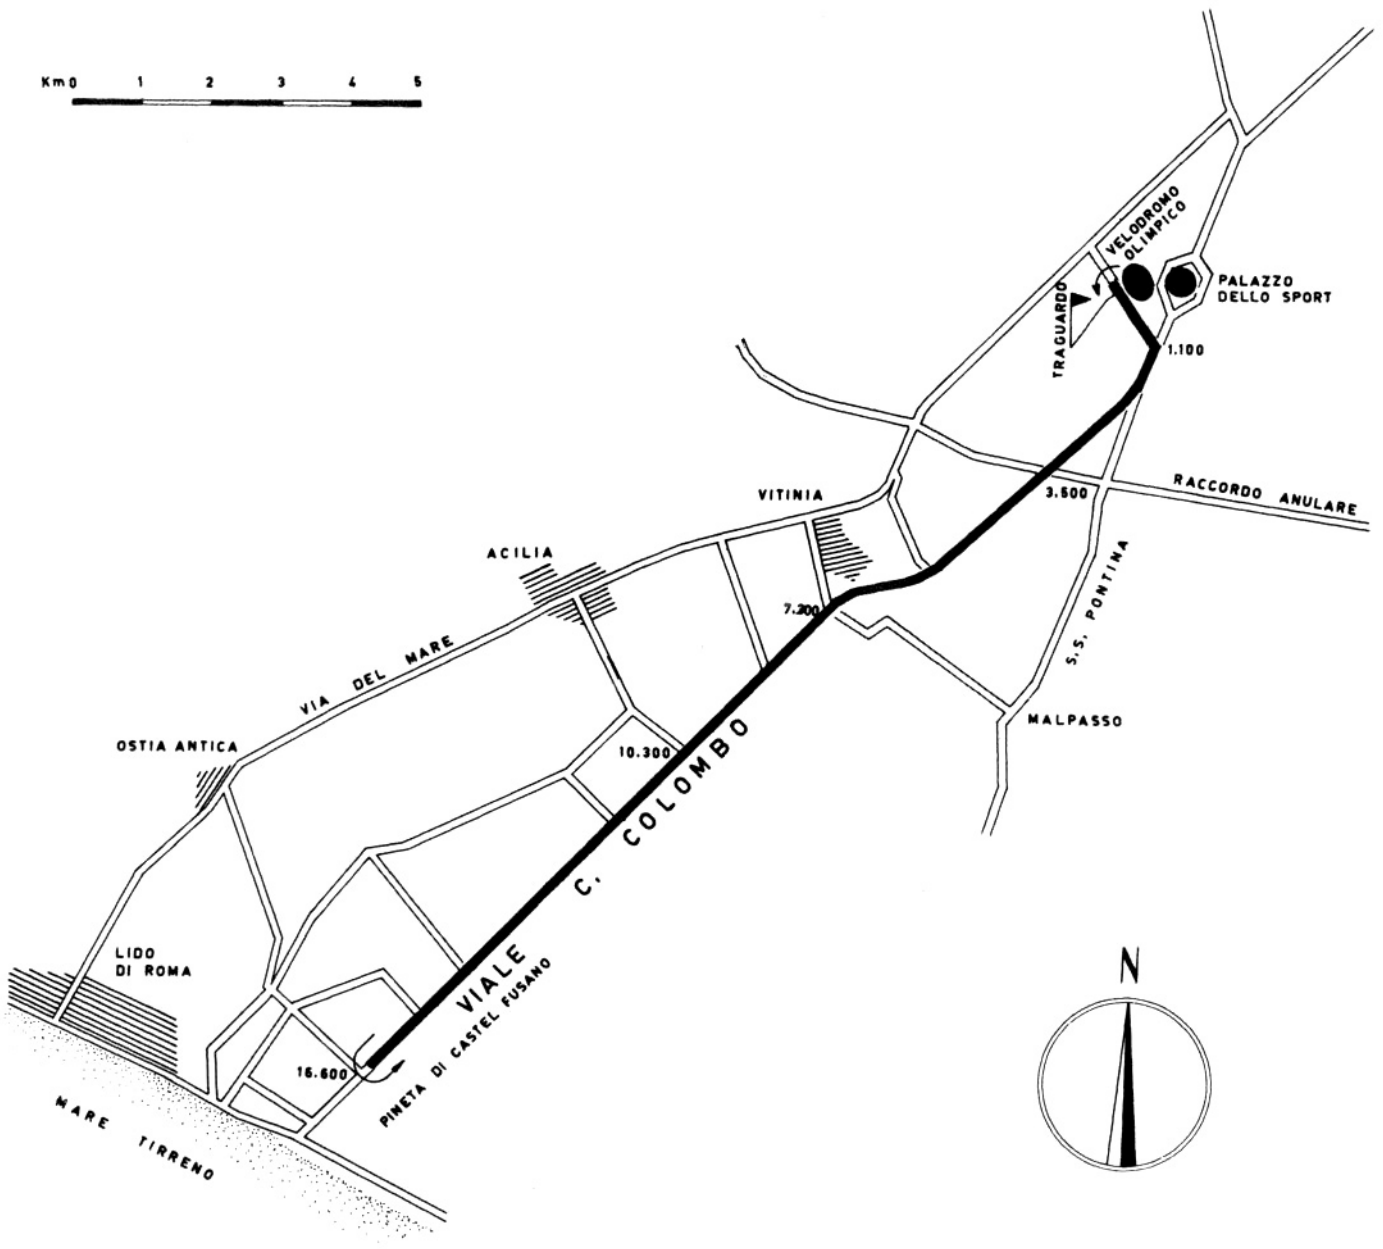 Km 0 1 2 3 4 5
VELODROMO
OLIMPICO
PALAZZO
DELLO SPORT
TRAGUARDO
1.100
RACCORDO ANULARE
3.500
VITINIA
ACILIA
S.S. PONTINA
7.200
VIA DEL MARE
MALPASSO
OSTIA ANTICA
10.300
VIALE C. COLOMBO
LIDO
DI ROMA
PINETA DI CASTEL FUSANO
16.600
MARE TIRRENO
N